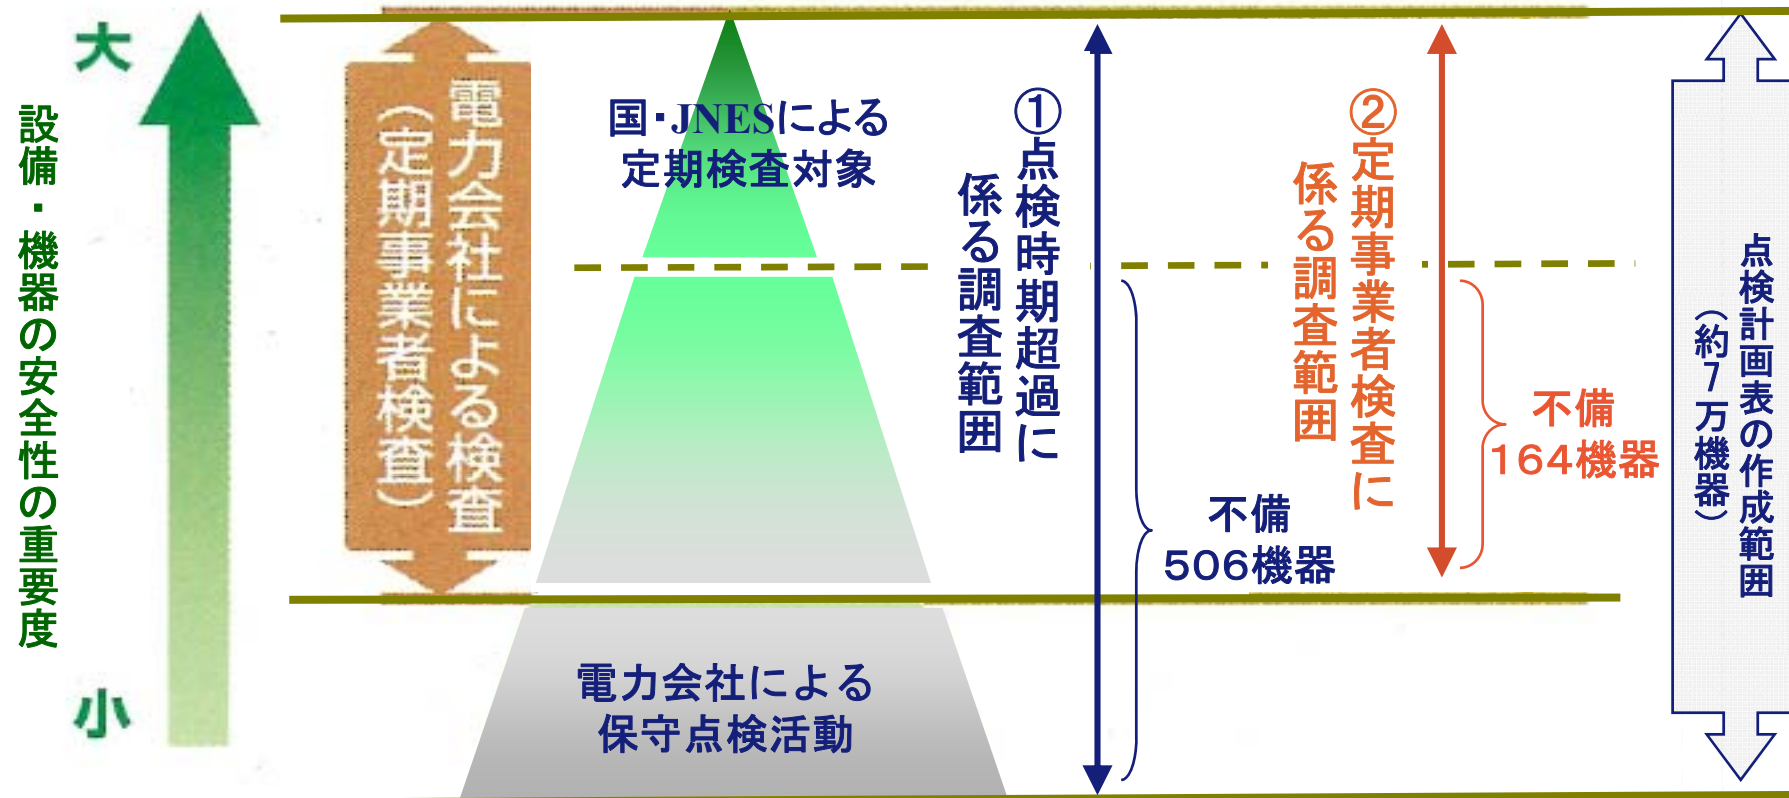 大
設備・機器の安全性の重要度
小
電力会社による検査
（定期事業者検査）
国・JNESによる
定期検査対象
電力会社による
保守点検活動
①点検時期超過に
係る調査範囲
不備
506機器
②定期事業者検査に
係る調査範囲
不備
164機器
点検計画表の作成範囲
（約7万機器）